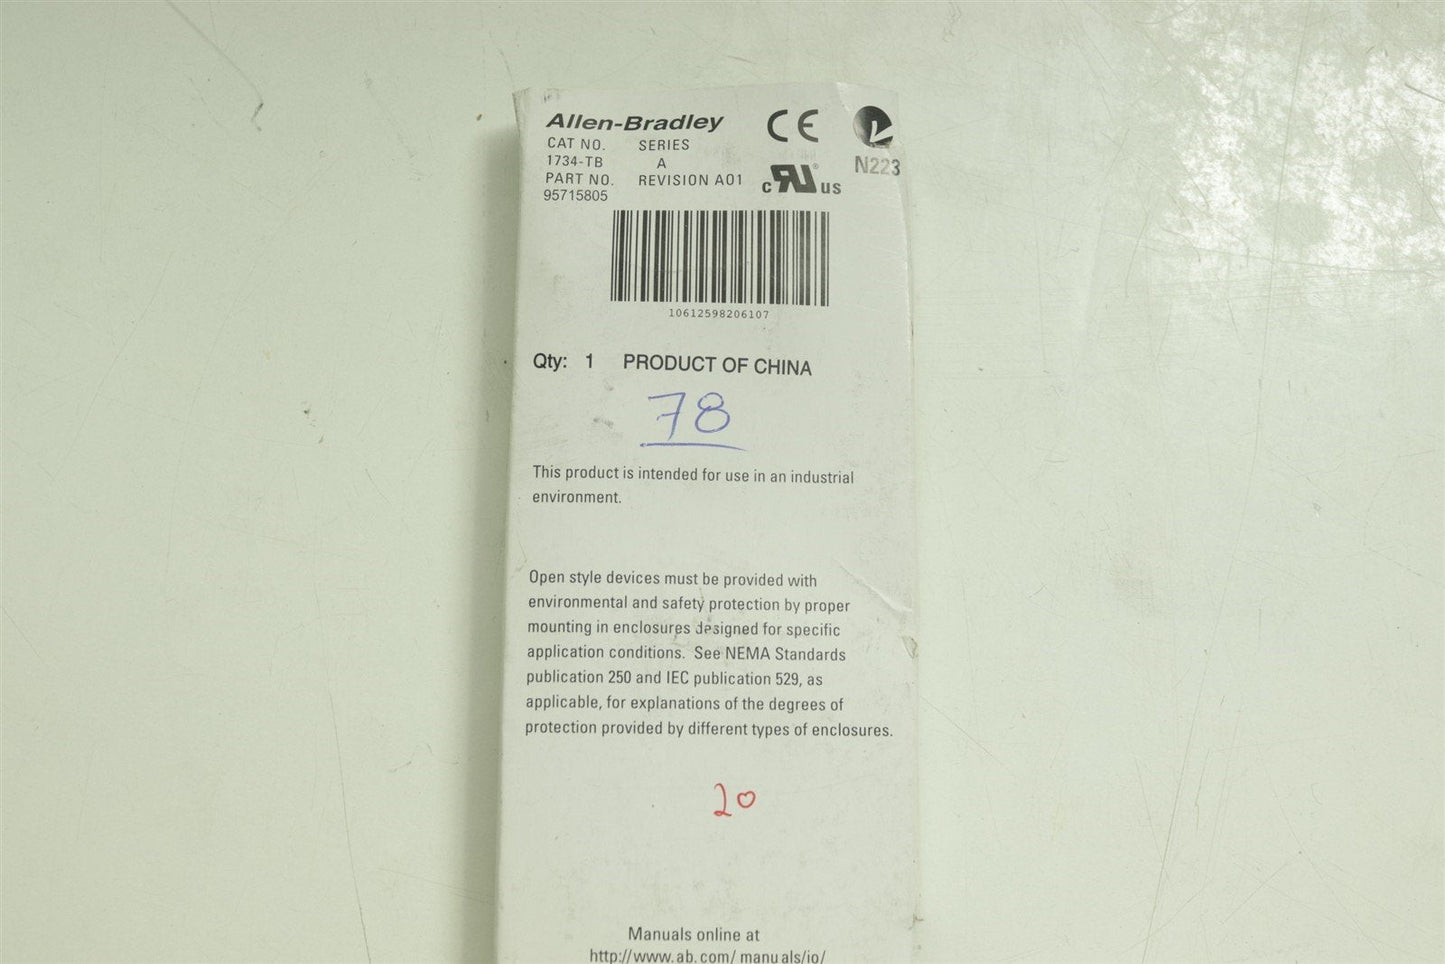 Allen-Bradley
CAT NO. SERIES
1734-TB A
PART NO. REVISION A01
95715805
CE
N223
c RU ® us
10612598206107
Qty: 1 PRODUCT OF CHINA
78
This product is intended for use in an industrial
environment.
Open style devices must be provided with
environmental and safety protection by proper
mounting in enclosures designed for specific
application conditions. See NEMA Standards
publication 250 and IEC publication 529, as
applicable, for explanations of the degrees of
protection provided by different types of enclosures.
20
Manuals online at
http://www.ab.com/manuals/io/